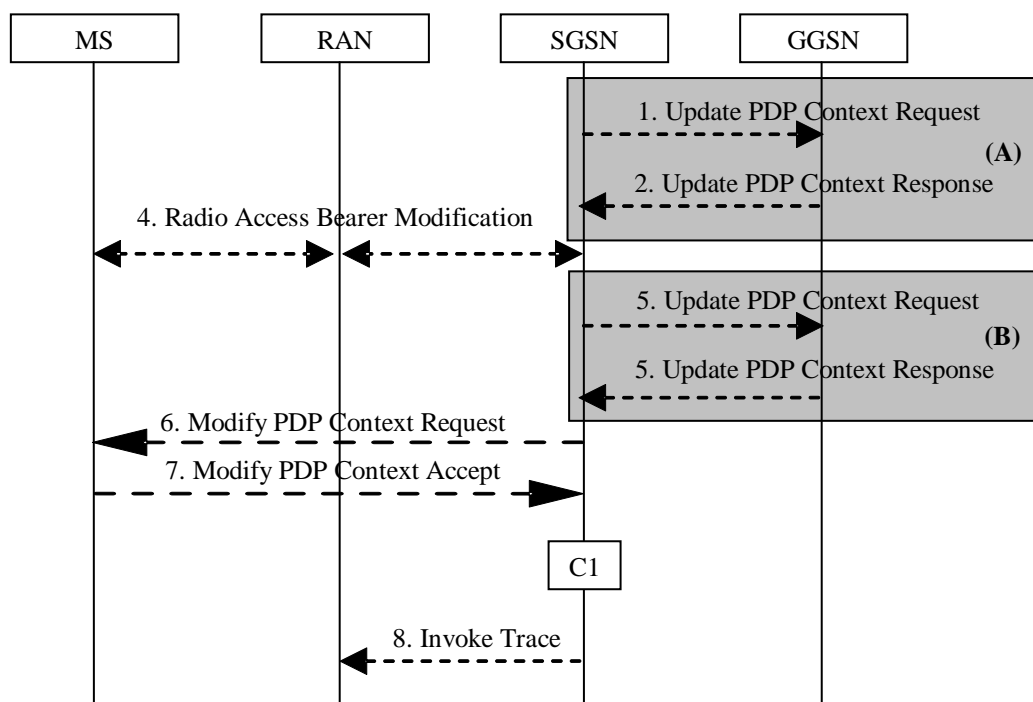 MS
RAN
SGSN
GGSN
1. Update PDP Context Request
(A)
2. Update PDP Context Response
4. Radio Access Bearer Modification
5. Update PDP Context Request
(B)
5. Update PDP Context Response
6. Modify PDP Context Request
7. Modify PDP Context Accept
C1
8. Invoke Trace